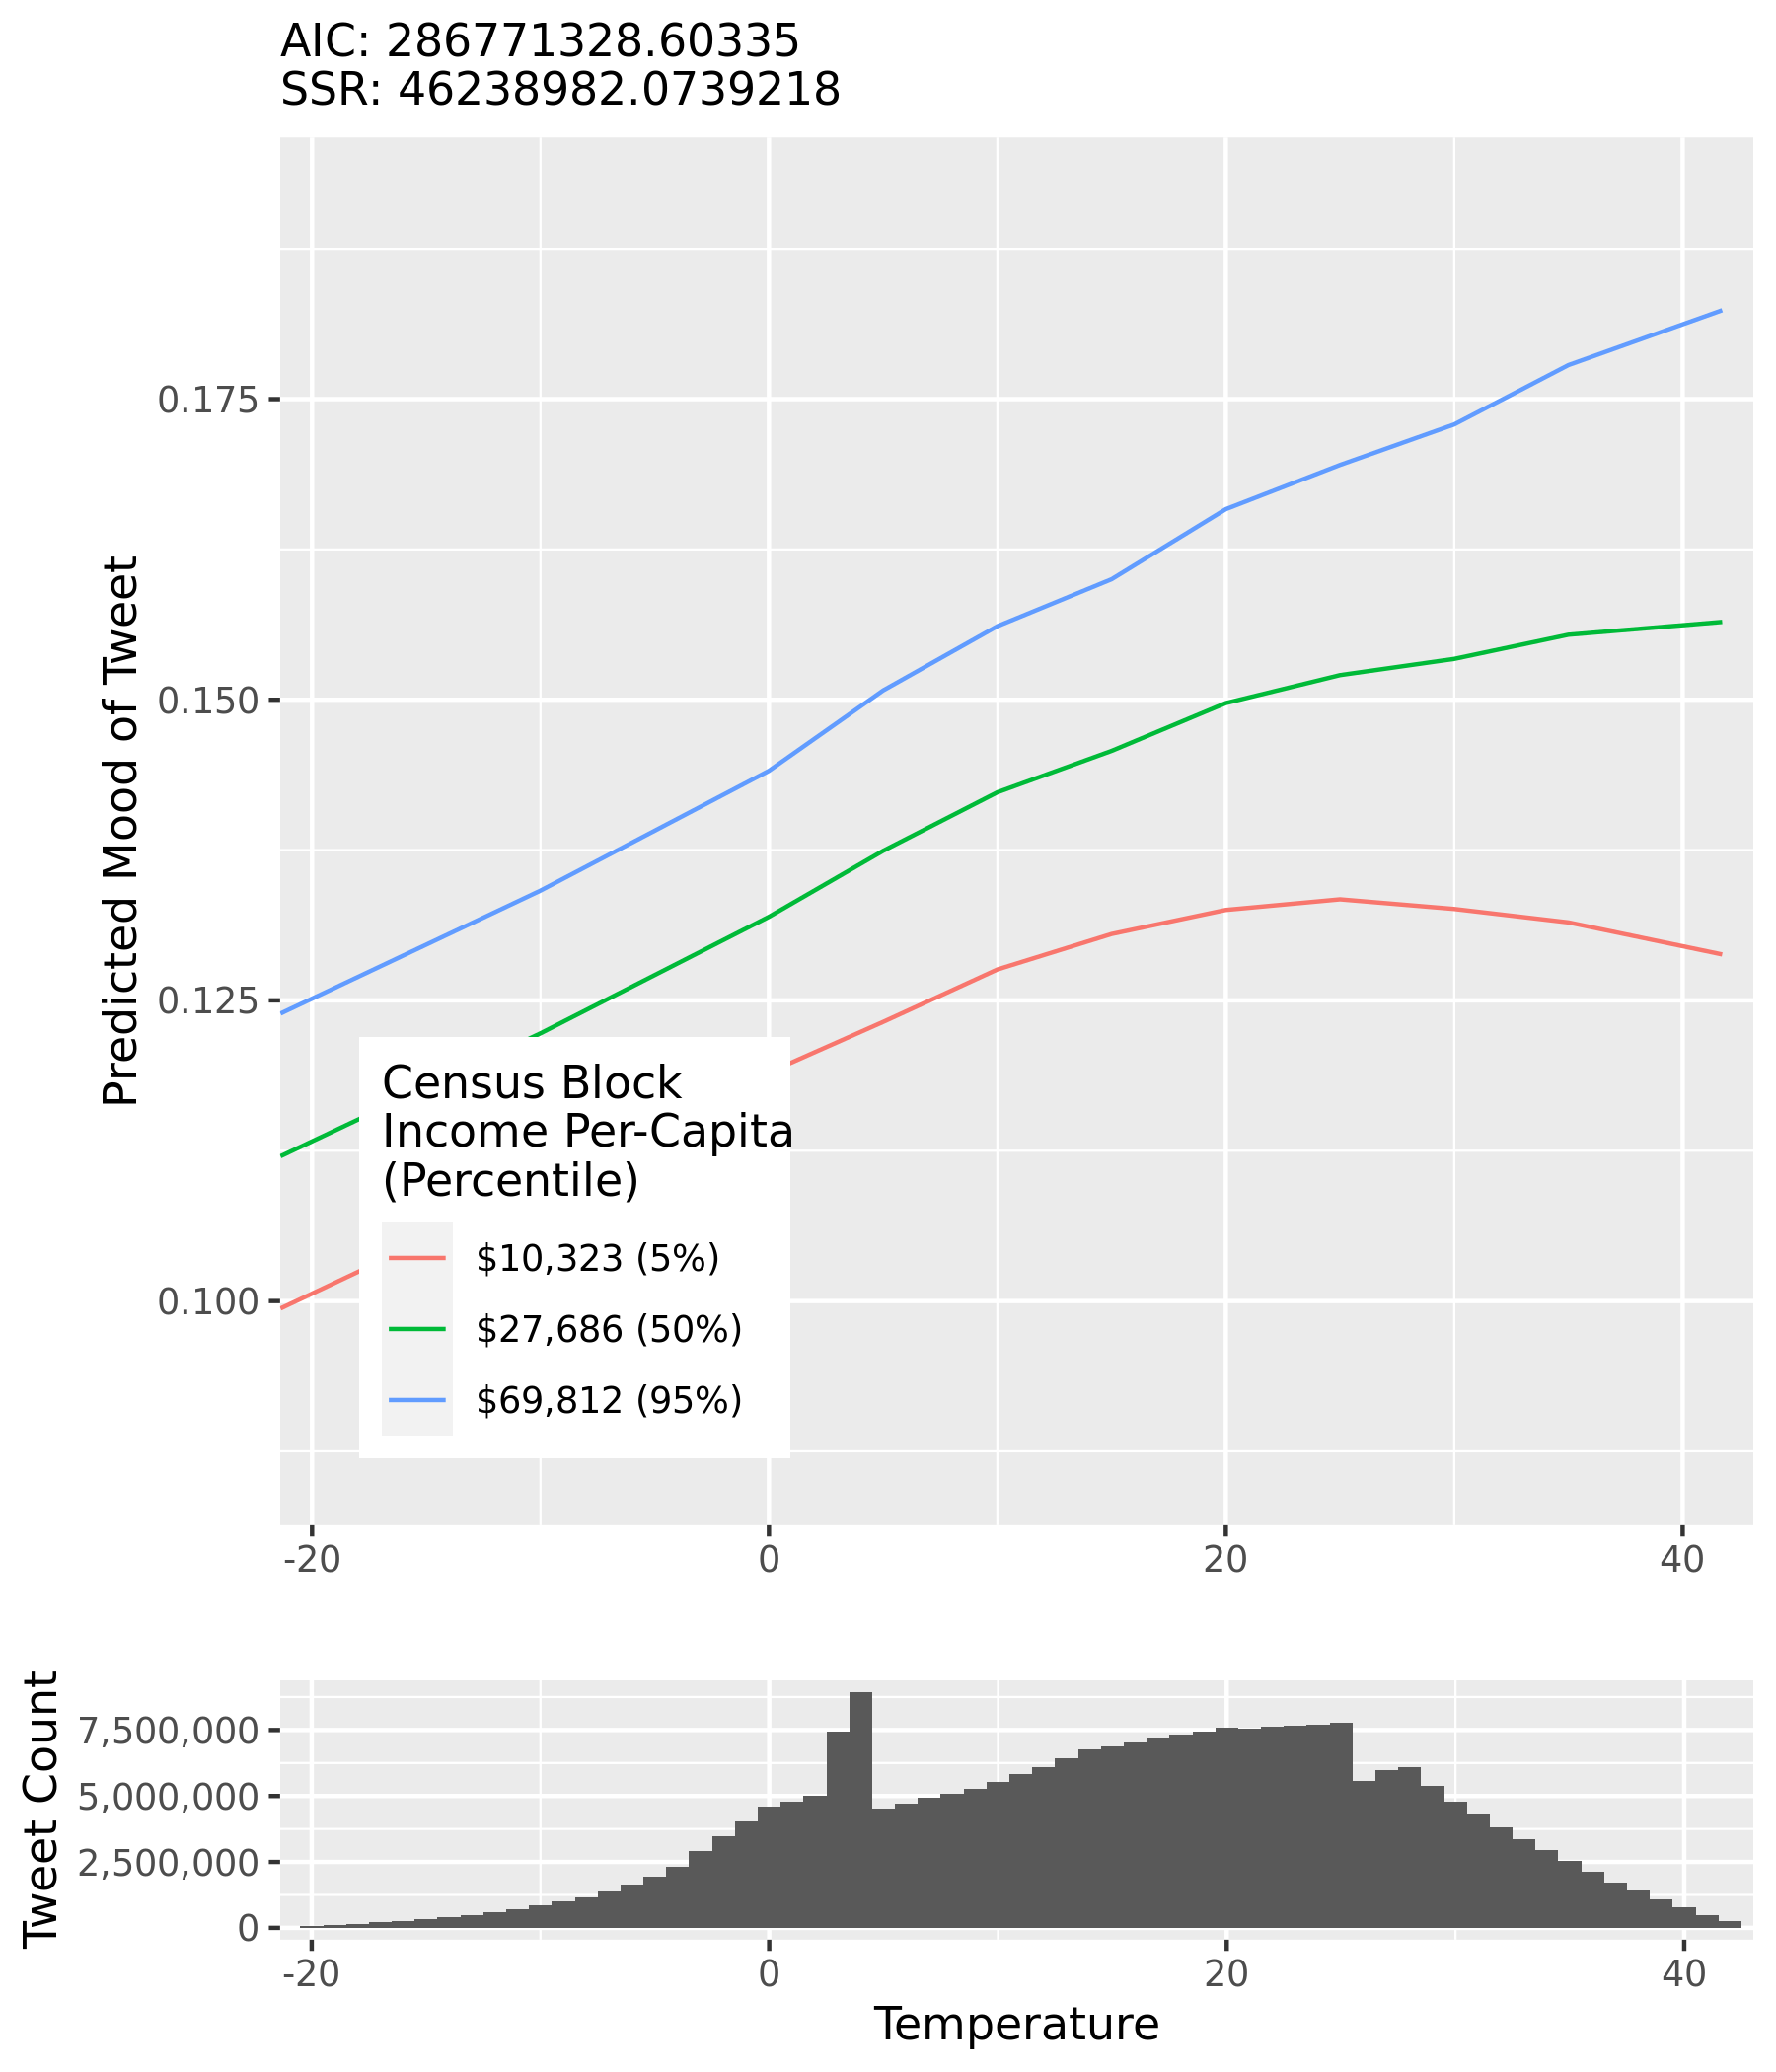 AIC: 286771328.60335
SSR: 46238982.0739218
Predicted Mood of Tweet
0.175
0.150
0.125
0.100
Census Block
Income Per-Capita
(Percentile)
$10,323 (5%)
$27,686 (50%)
$69,812 (95%)
-20 0 20 40
Tweet Count
7,500,000
5,000,000
2,500,000
0
-20 0 20 40
Temperature